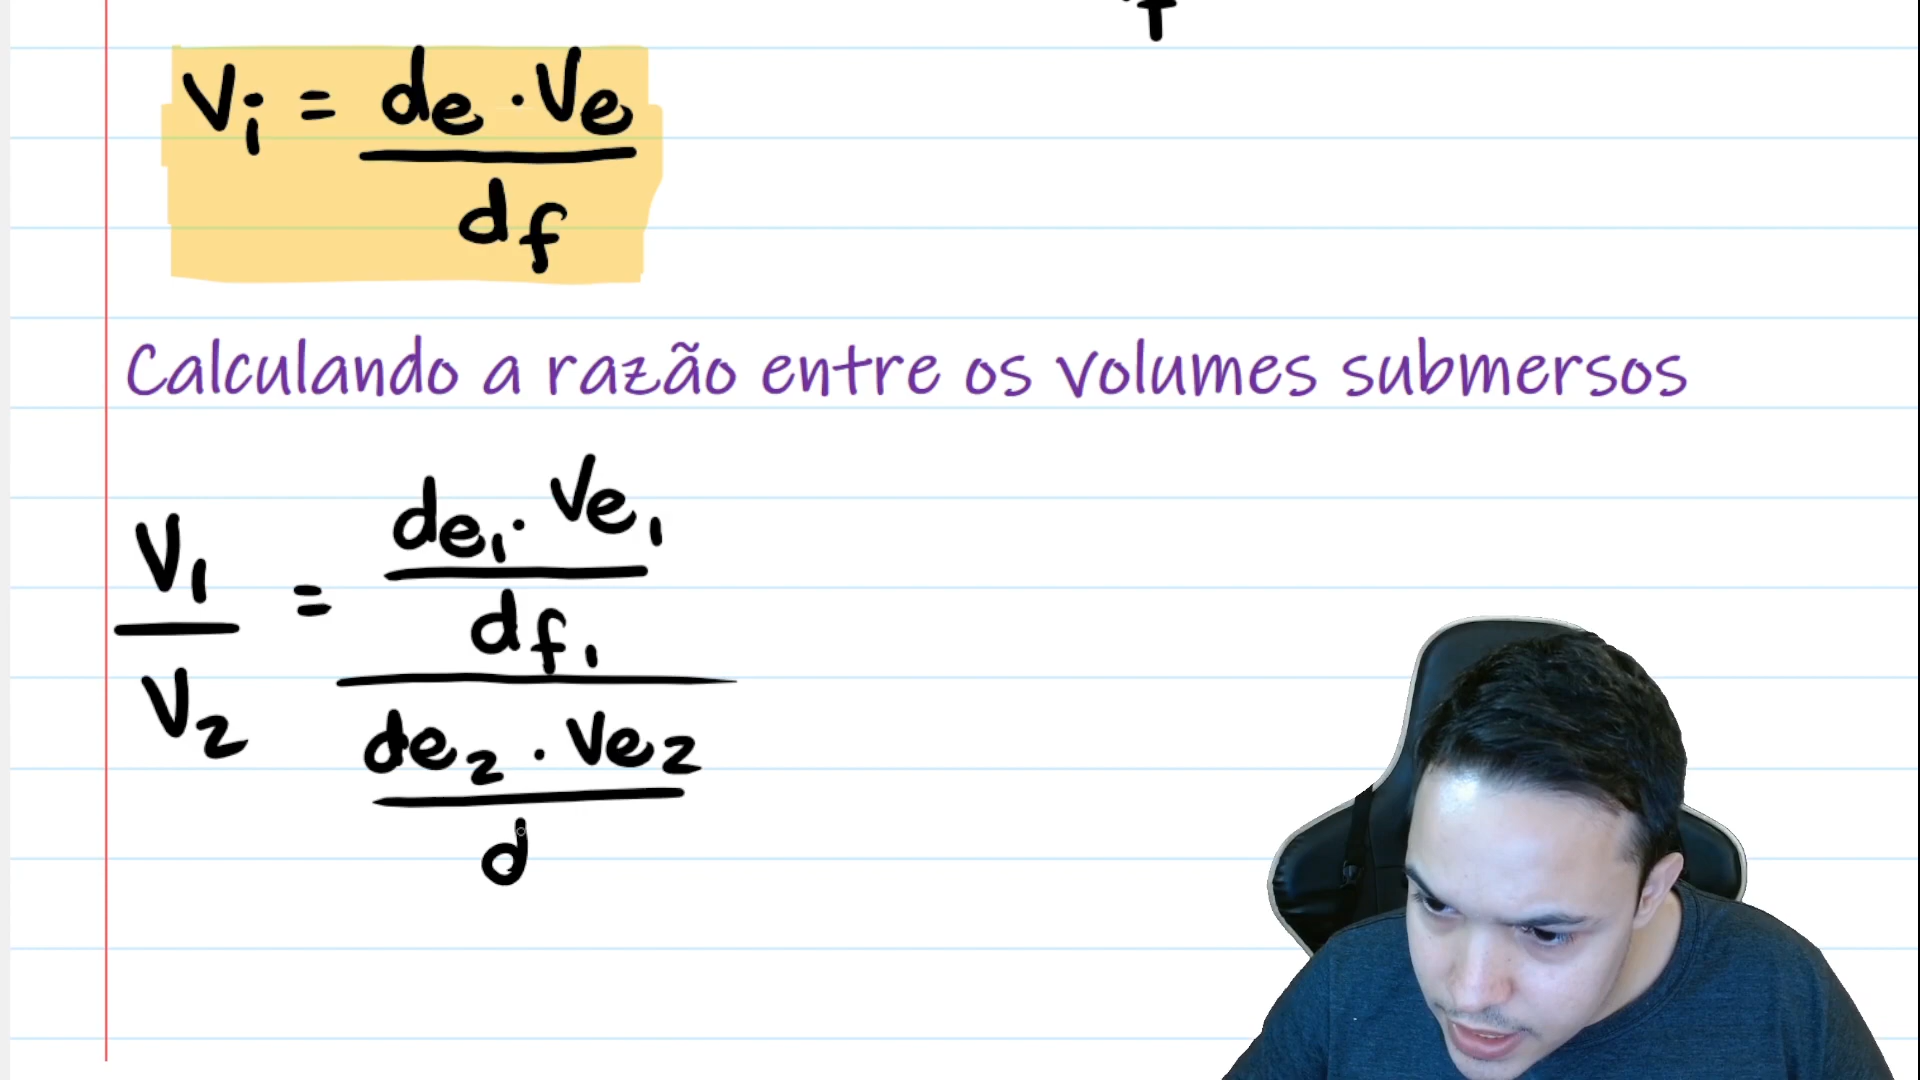 f
Vi = de · Ve
df
Calculando a razão entre os volumes submersos
V1 = de1 · Ve1
df1
V2 de2 · Ve2
d